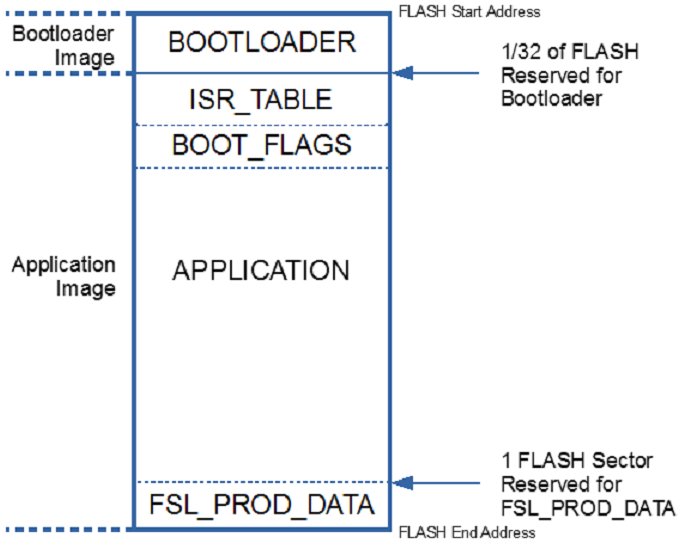 FLASH Start Address
Bootloader
Image
BOOTLOADER
1/32 of FLASH
Reserved for
Bootloader
ISR_TABLE
BOOT_FLAGS
Application
Image
APPLICATION
1 FLASH Sector
Reserved for
FSL_PROD_DATA
FSL_PROD_DATA
FLASH End Address